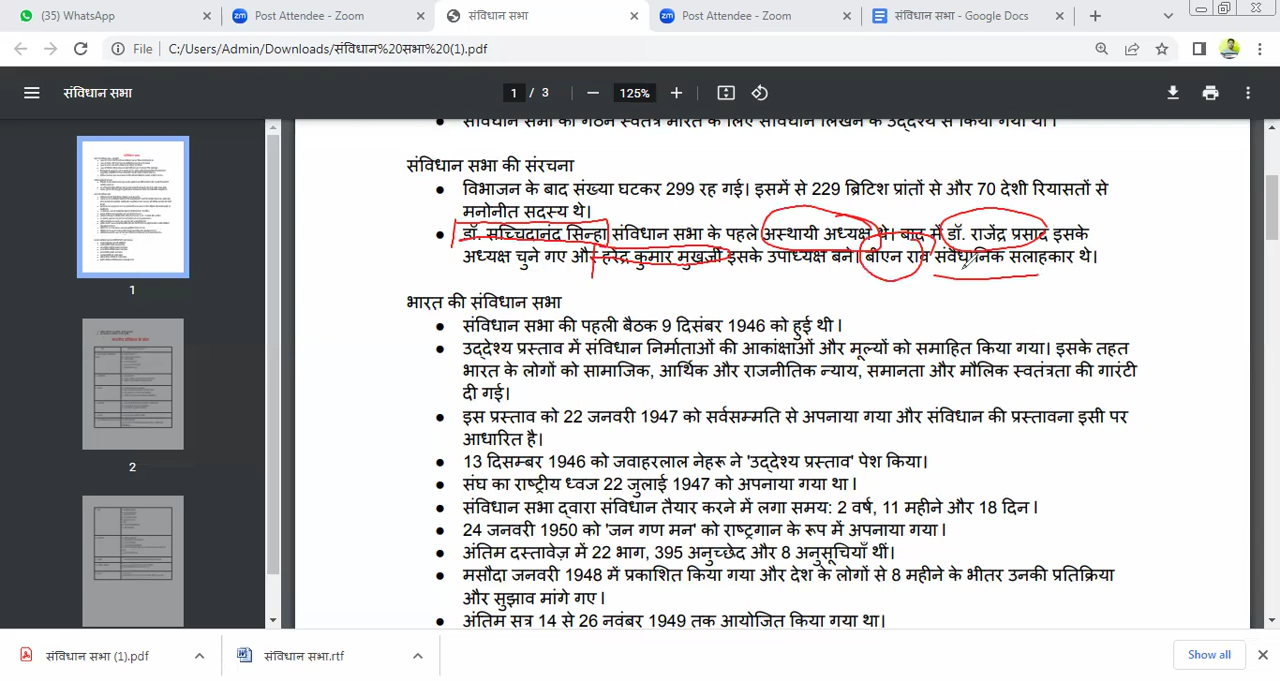 (35) WhatsApp
Post Attendee - Zoom
संविधान सभा
Post Attendee - Zoom
संविधान सभा - Google Docs
File
C:/Users/Admin/Downloads/संविधान%20सभा%20(1).pdf
संविधान सभा
1 / 3
125%
संविधान सभा का गठन स्वतंत्र भारत के लिए संविधान लिखने के उद्देश्य से किया गया था।
संविधान सभा की संरचना
विभाजन के बाद संख्या घटकर 299 रह गई। इसमें से 229 ब्रिटिश प्रांतों से और 70 देशी रियासतों से
मनोनीत सदस्य थे।
डॉ. सच्चिदानंद सिन्हा संविधान सभा के पहले अस्थायी अध्यक्ष थे। बाद में डॉ. राजेंद्र प्रसाद इसके
अध्यक्ष चुने गए और हरेंद्र कुमार मुखर्जी इसके उपाध्यक्ष बने। बीएन राव संवैधानिक सलाहकार थे।
भारत की संविधान सभा
संविधान सभा की पहली बैठक 9 दिसंबर 1946 को हुई थी।
उद्देश्य प्रस्ताव में संविधान निर्माताओं की आकांक्षाओं और मूल्यों को समाहित किया गया। इसके तहत
भारत के लोगों को सामाजिक, आर्थिक और राजनीतिक न्याय, समानता और मौलिक स्वतंत्रता की गारंटी
दी गई।
इस प्रस्ताव को 22 जनवरी 1947 को सर्वसम्मति से अपनाया गया और संविधान की प्रस्तावना इसी पर
आधारित है।
13 दिसम्बर 1946 को जवाहरलाल नेहरू ने 'उद्देश्य प्रस्ताव' पेश किया।
संघ का राष्ट्रीय ध्वज 22 जुलाई 1947 को अपनाया गया था।
संविधान सभा द्वारा संविधान तैयार करने में लगा समय: 2 वर्ष, 11 महीने और 18 दिन।
24 जनवरी 1950 को 'जन गण मन' को राष्ट्रगान के रूप में अपनाया गया।
अंतिम दस्तावेज़ में 22 भाग, 395 अनुच्छेद और 8 अनुसूचियाँ थीं।
मसौदा जनवरी 1948 में प्रकाशित किया गया और देश के लोगों से 8 महीने के भीतर उनकी प्रतिक्रिया
और सुझाव मांगे गए।
अंतिम सत्र 14 से 26 नवंबर 1949 तक आयोजित किया गया था।
1
2
संविधान सभा (1).pdf
संविधान सभा.rtf
Show all